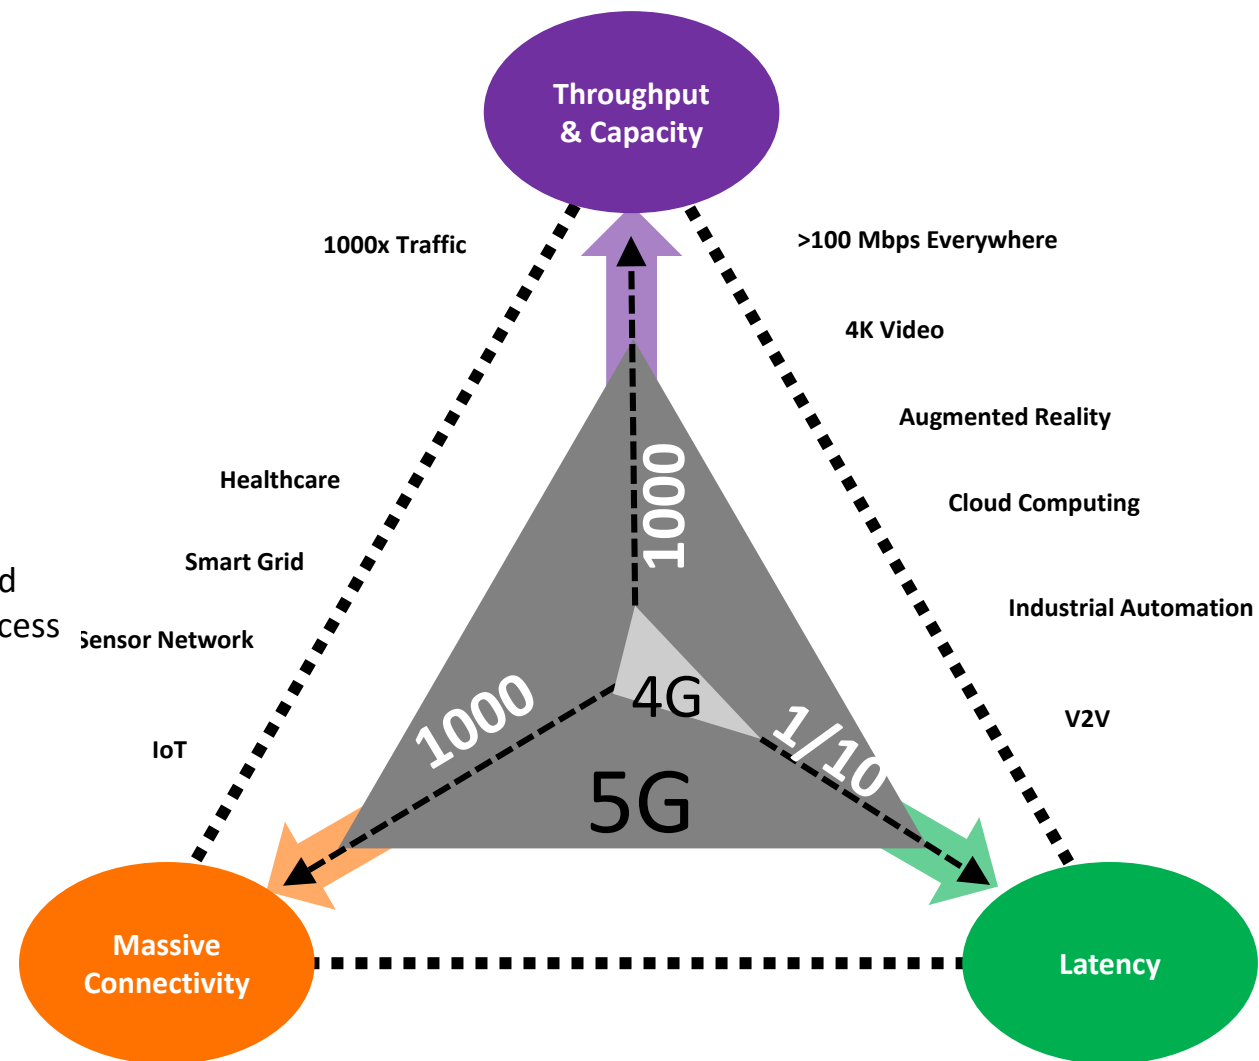 Throughput
& Capacity
1000x Traffic
>100 Mbps Everywhere
4K Video
Augmented Reality
1000
Healthcare
Cloud Computing
Smart Grid
d
cess
Industrial Automation
Sensor Network
4G
1000
1/10
V2V
IoT
5G
Massive
Connectivity
Latency